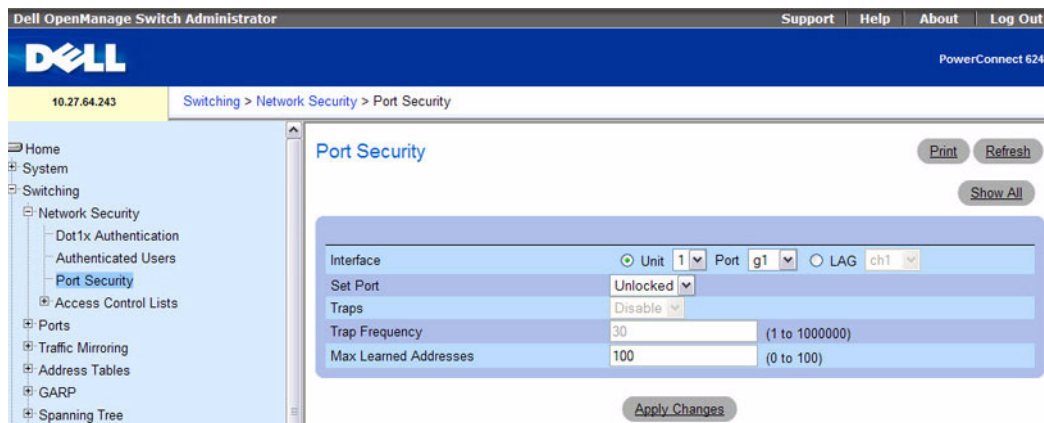 Dell OpenManage Switch Administrator Support Help About Log Out
DELL
PowerConnect 624
10.27.64.243 Switching > Network Security > Port Security
Home
System
Switching
Network Security
Dot1x Authentication
Authenticated Users
Port Security
Access Control Lists
Ports
Traffic Mirroring
Address Tables
GARP
Spanning Tree
Port Security
Print Refresh
Show All
Interface Unit 1 Port g1 LAG ch1
Set Port Unlocked
Traps Disable
Trap Frequency 30 (1 to 1000000)
Max Learned Addresses 100 (0 to 100)
Apply Changes